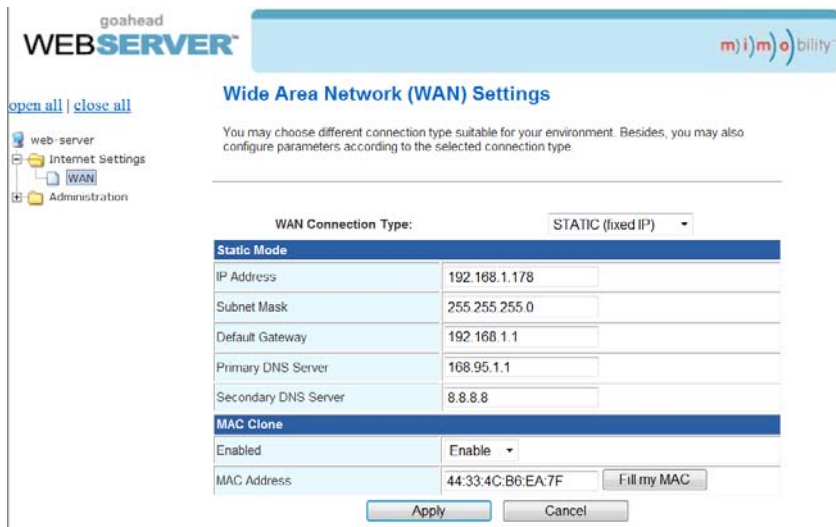 goahead
WEBSERVER™
m)i)m)o)bility™
open all | close all
web-server
Internet Settings
WAN
Administration
Wide Area Network (WAN) Settings
You may choose different connection type suitable for your environment. Besides, you may also
configure parameters according to the selected connection type.
WAN Connection Type: STATIC (fixed IP)
Static Mode
IP Address 192.168.1.178
Subnet Mask 255.255.255.0
Default Gateway 192.168.1.1
Primary DNS Server 168.95.1.1
Secondary DNS Server 8.8.8.8
MAC Clone
Enabled Enable
MAC Address 44:33:4C:B6:EA:7F Fill my MAC
Apply Cancel